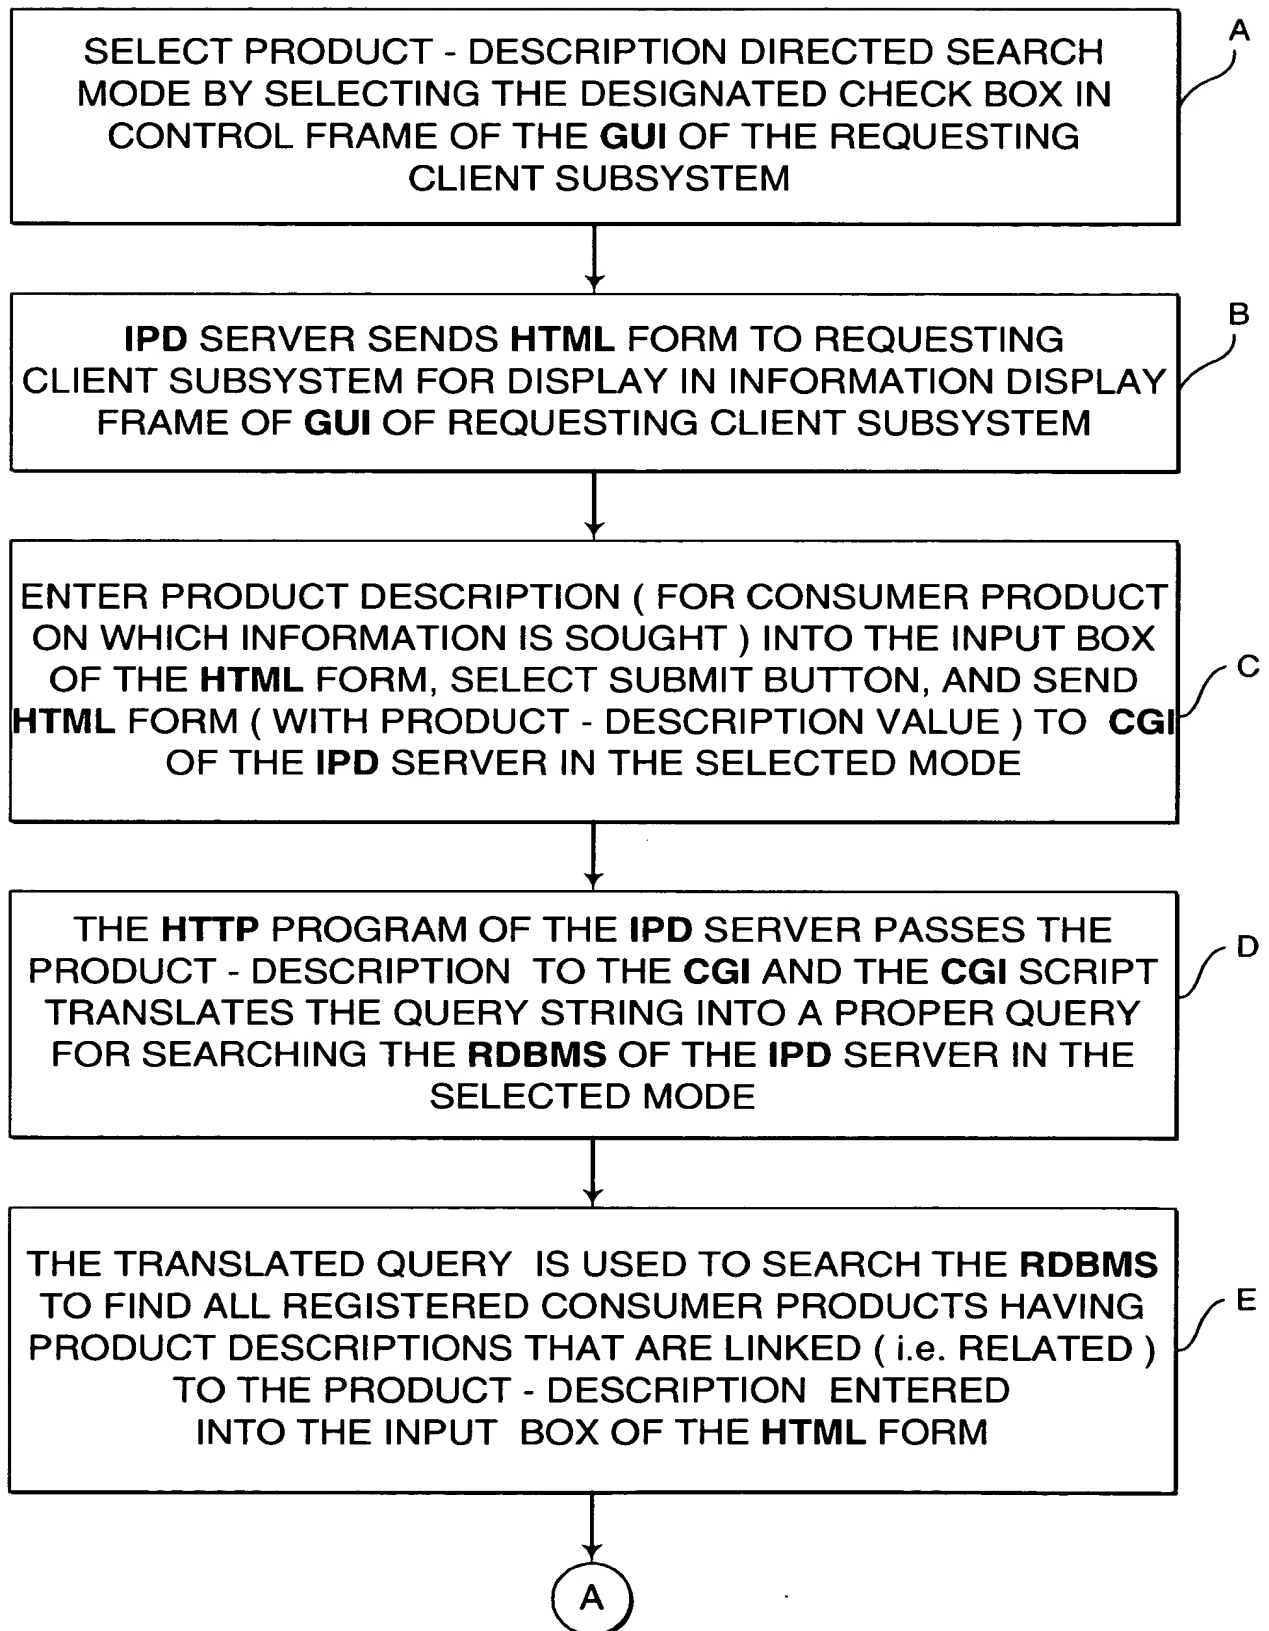 SELECT PRODUCT - DESCRIPTION DIRECTED SEARCH
MODE BY SELECTING THE DESIGNATED CHECK BOX IN
CONTROL FRAME OF THE GUI OF THE REQUESTING
CLIENT SUBSYSTEM
A
IPD SERVER SENDS HTML FORM TO REQUESTING
CLIENT SUBSYSTEM FOR DISPLAY IN INFORMATION DISPLAY
FRAME OF GUI OF REQUESTING CLIENT SUBSYSTEM
B
ENTER PRODUCT DESCRIPTION ( FOR CONSUMER PRODUCT
ON WHICH INFORMATION IS SOUGHT ) INTO THE INPUT BOX
OF THE HTML FORM, SELECT SUBMIT BUTTON, AND SEND
HTML FORM ( WITH PRODUCT - DESCRIPTION VALUE ) TO CGI
OF THE IPD SERVER IN THE SELECTED MODE
C
THE HTTP PROGRAM OF THE IPD SERVER PASSES THE
PRODUCT - DESCRIPTION TO THE CGI AND THE CGI SCRIPT
TRANSLATES THE QUERY STRING INTO A PROPER QUERY
FOR SEARCHING THE RDBMS OF THE IPD SERVER IN THE
SELECTED MODE
D
THE TRANSLATED QUERY IS USED TO SEARCH THE RDBMS
TO FIND ALL REGISTERED CONSUMER PRODUCTS HAVING
PRODUCT DESCRIPTIONS THAT ARE LINKED ( i.e. RELATED )
TO THE PRODUCT - DESCRIPTION ENTERED
INTO THE INPUT BOX OF THE HTML FORM
E
A